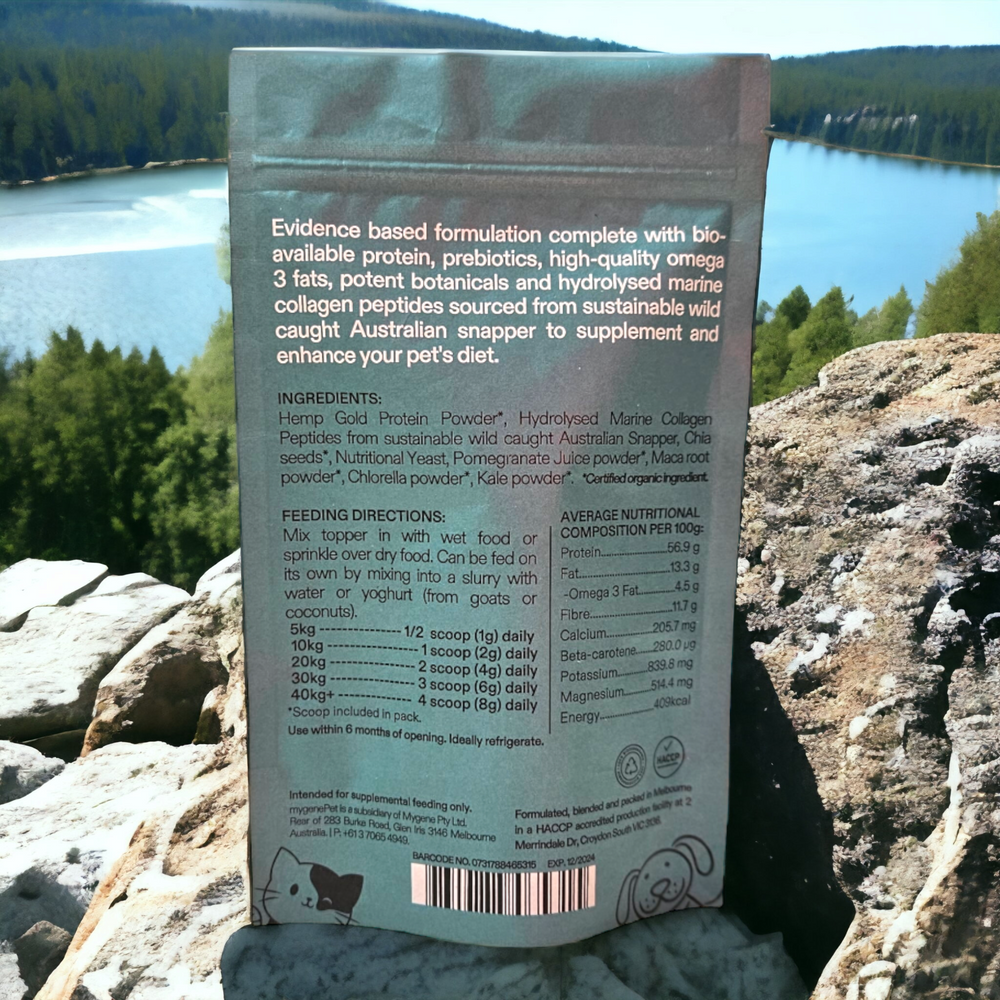 Evidence based formulation complete with bio-
available protein, prebiotics, high-quality omega
3 fats, potent botanicals and hydrolysed marine
collagen peptides sourced from sustainable wild
caught Australian snapper to supplement and
enhance your pet's diet.
INGREDIENTS:
Hemp Gold Protein Powder*, Hydrolysed Marine Collagen
Peptides from sustainable wild caught Australian Snapper, Chia
seeds*, Nutritional Yeast, Pomegranate Juice powder*, Maca root
powder*, Chlorella powder*, Kale powder*. *Certified organic ingredient.
FEEDING DIRECTIONS:
Mix topper in with wet food or
sprinkle over dry food. Can be fed on
its own by mixing into a slurry with
water or yoghurt (from goats or
coconuts).
5kg -------------- 1/2 scoop (1g) daily
10kg --------------- 1 scoop (2g) daily
20kg -------------- 2 scoop (4g) daily
30kg -------------- 3 scoop (6g) daily
40kg+ ------------- 4 scoop (8g) daily
*Scoop included in pack.
Use within 6 months of opening. Ideally refrigerate.
AVERAGE NUTRITIONAL
COMPOSITION PER 100g:
Protein..................56.9 g
Fat........................13.3 g
-Omega 3 Fat.........4.5 g
Fibre.....................11.7 g
Calcium...............205.7 mg
Beta-carotene.....280.0 μg
Potassium.......839.8 mg
Magnesium......514.4 mg
Energy.................409kcal
HACCP
Intended for supplemental feeding only.
mygenePet is a subsidiary of Mygene Pty Ltd.
Rear of 283 Burke Road, Glen Iris 3146 Melbourne
Australia. | P: +61 3 7065 4949.
Formulated, blended and packed in Melbourne
in a HACCP accredited production facility at 2
Merrindale Dr, Croydon South VIC 3136
BARCODE NO. 0731788465315 EXP. 12/2024